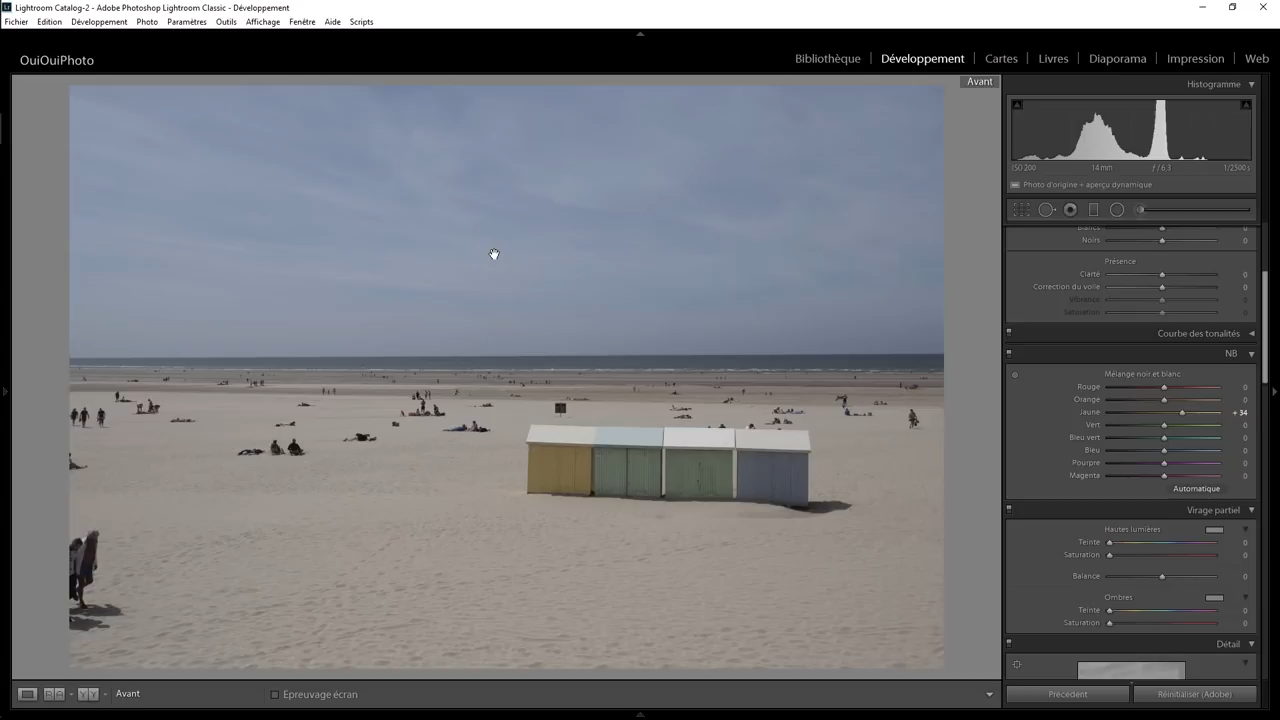 Lightroom Catalog-2 - Adobe Photoshop Lightroom Classic - Développement
Fichier Edition Développement Photo Paramètres Outils Affichage Fenêtre Aide Scripts
OuiOuiPhoto
Bibliothèque Développement Cartes Livres Diaporama Impression Web
Avant
Histogramme
ISO 200 14 mm ƒ / 6.3 1/2500 s
Photo d'origine + aperçu dynamique
Blancs 0
Noirs 0
Présence
Clarté 0
Correction du voile 0
Vibrance 0
Saturation 0
Courbe des tonalités
NB
Mélange noir et blanc
Rouge 0
Orange 0
Jaune + 34
Vert 0
Bleu vert 0
Bleu 0
Pourpre 0
Magenta 0
Automatique
Virage partiel
Hautes lumières
Teinte 0
Saturation 0
Balance 0
Ombres
Teinte 0
Saturation 0
Détail
Avant Epreuvage écran
Précédent Réinitialiser (Adobe)